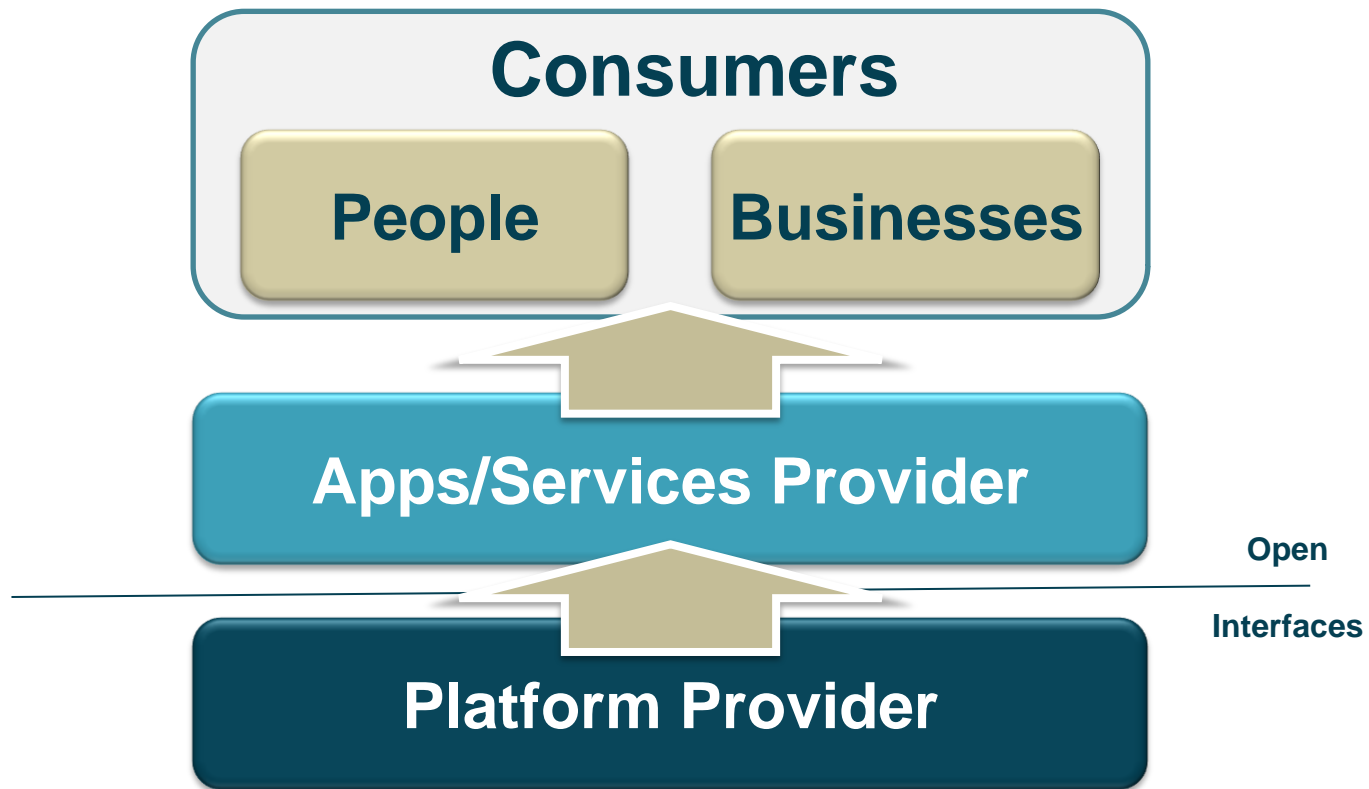 Consumers
People
Businesses
Apps/Services Provider
Open
Interfaces
Platform Provider